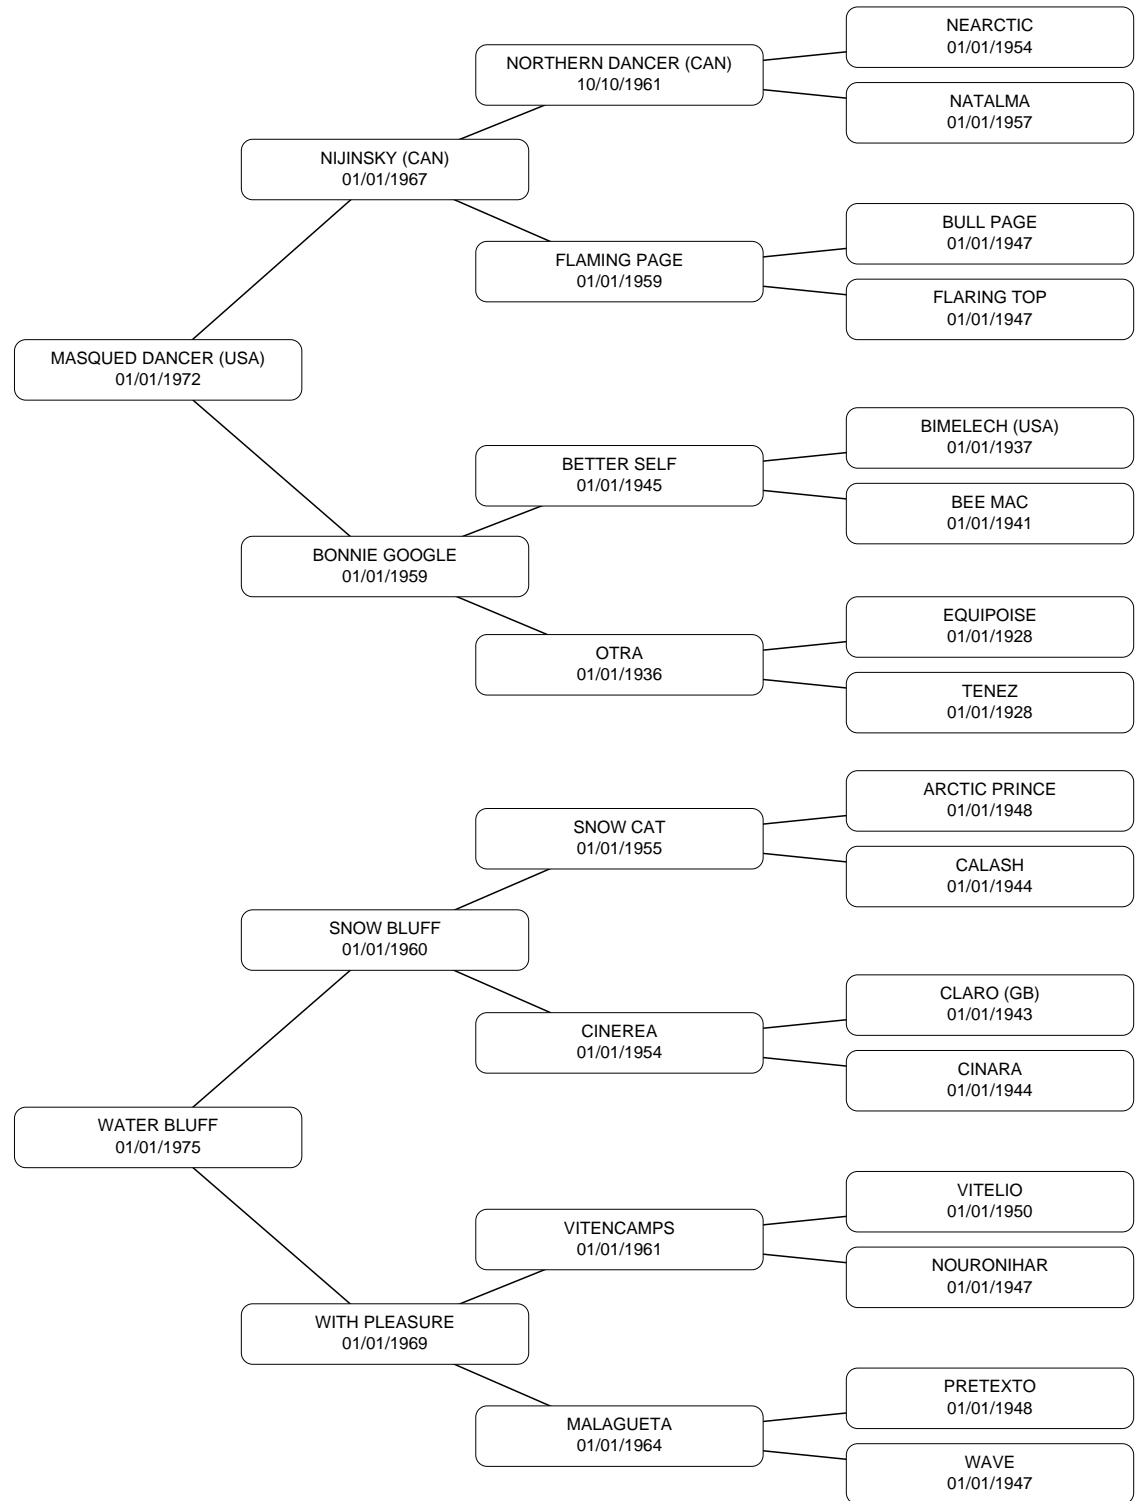 NEARCTIC
01/01/1954
NORTHERN DANCER (CAN)
10/10/1961
NATALMA
01/01/1957
NIJINSKY (CAN)
01/01/1967
BULL PAGE
01/01/1947
FLAMING PAGE
01/01/1959
FLARING TOP
01/01/1947
MASQUED DANCER (USA)
01/01/1972
BIMELECH (USA)
01/01/1937
BETTER SELF
01/01/1945
BEE MAC
01/01/1941
BONNIE GOOGLE
01/01/1959
EQUIPOISE
01/01/1928
OTRA
01/01/1936
TENEZ
01/01/1928
ARCTIC PRINCE
01/01/1948
SNOW CAT
01/01/1955
CALASH
01/01/1944
SNOW BLUFF
01/01/1960
CLARO (GB)
01/01/1943
CINEREA
01/01/1954
CINARA
01/01/1944
WATER BLUFF
01/01/1975
VITELIO
01/01/1950
VITENCAMPS
01/01/1961
NOURONIHAR
01/01/1947
WITH PLEASURE
01/01/1969
PRETEXTO
01/01/1948
MALAGUETA
01/01/1964
WAVE
01/01/1947